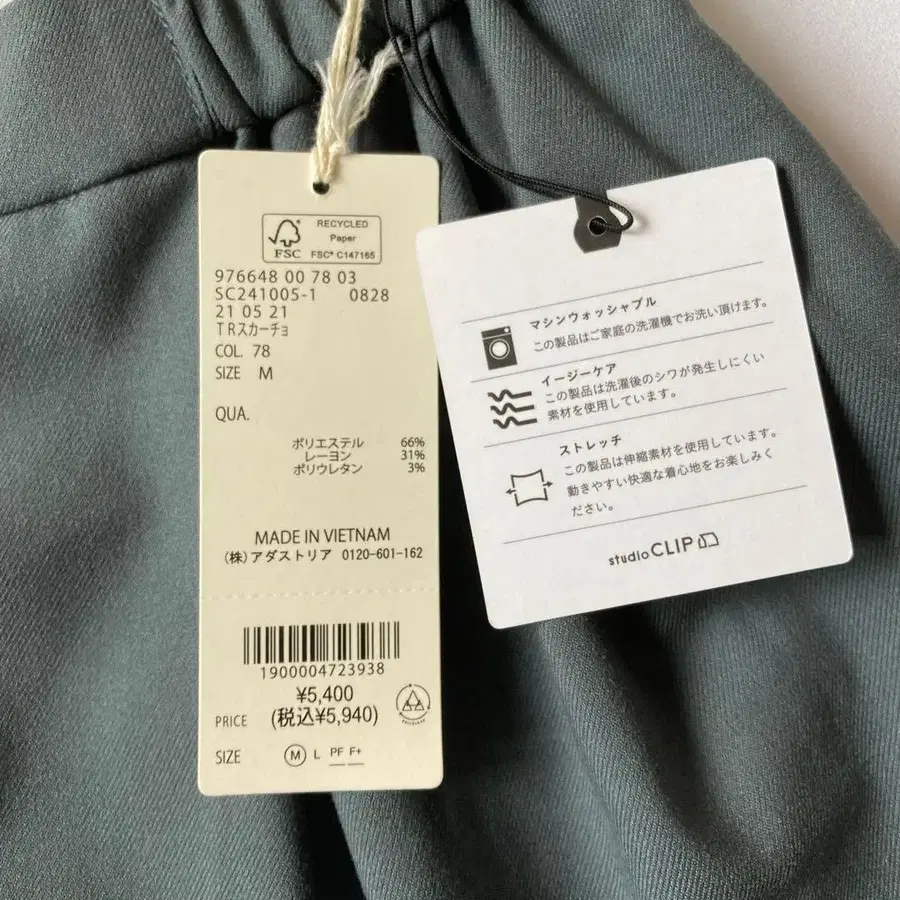 FSC
RECYCLED
Paper
FSC® C147165
976648 00 78 03
SC241005-1 0828
21 05 21
TRスカーチョ
COL. 78
SIZE M
QUA.
ポリエステル 66%
レーヨン 31%
ポリウレタン 3%
MADE IN VIETNAM
(株)アダストリア 0120-601-162
1900004723938
¥5,400
PRICE (税込¥5,940)
SIZE M L PF F+
マシンウォッシャブル
この製品はご家庭の洗濯機でお洗い頂けます。
イージーケア
この製品は洗濯後のシワが発生しにくい
素材を使用しています。
ストレッチ
この製品は伸縮素材を使用しています。
動きやすい快適な着心地をお楽しみく
ださい。
studio CLIP